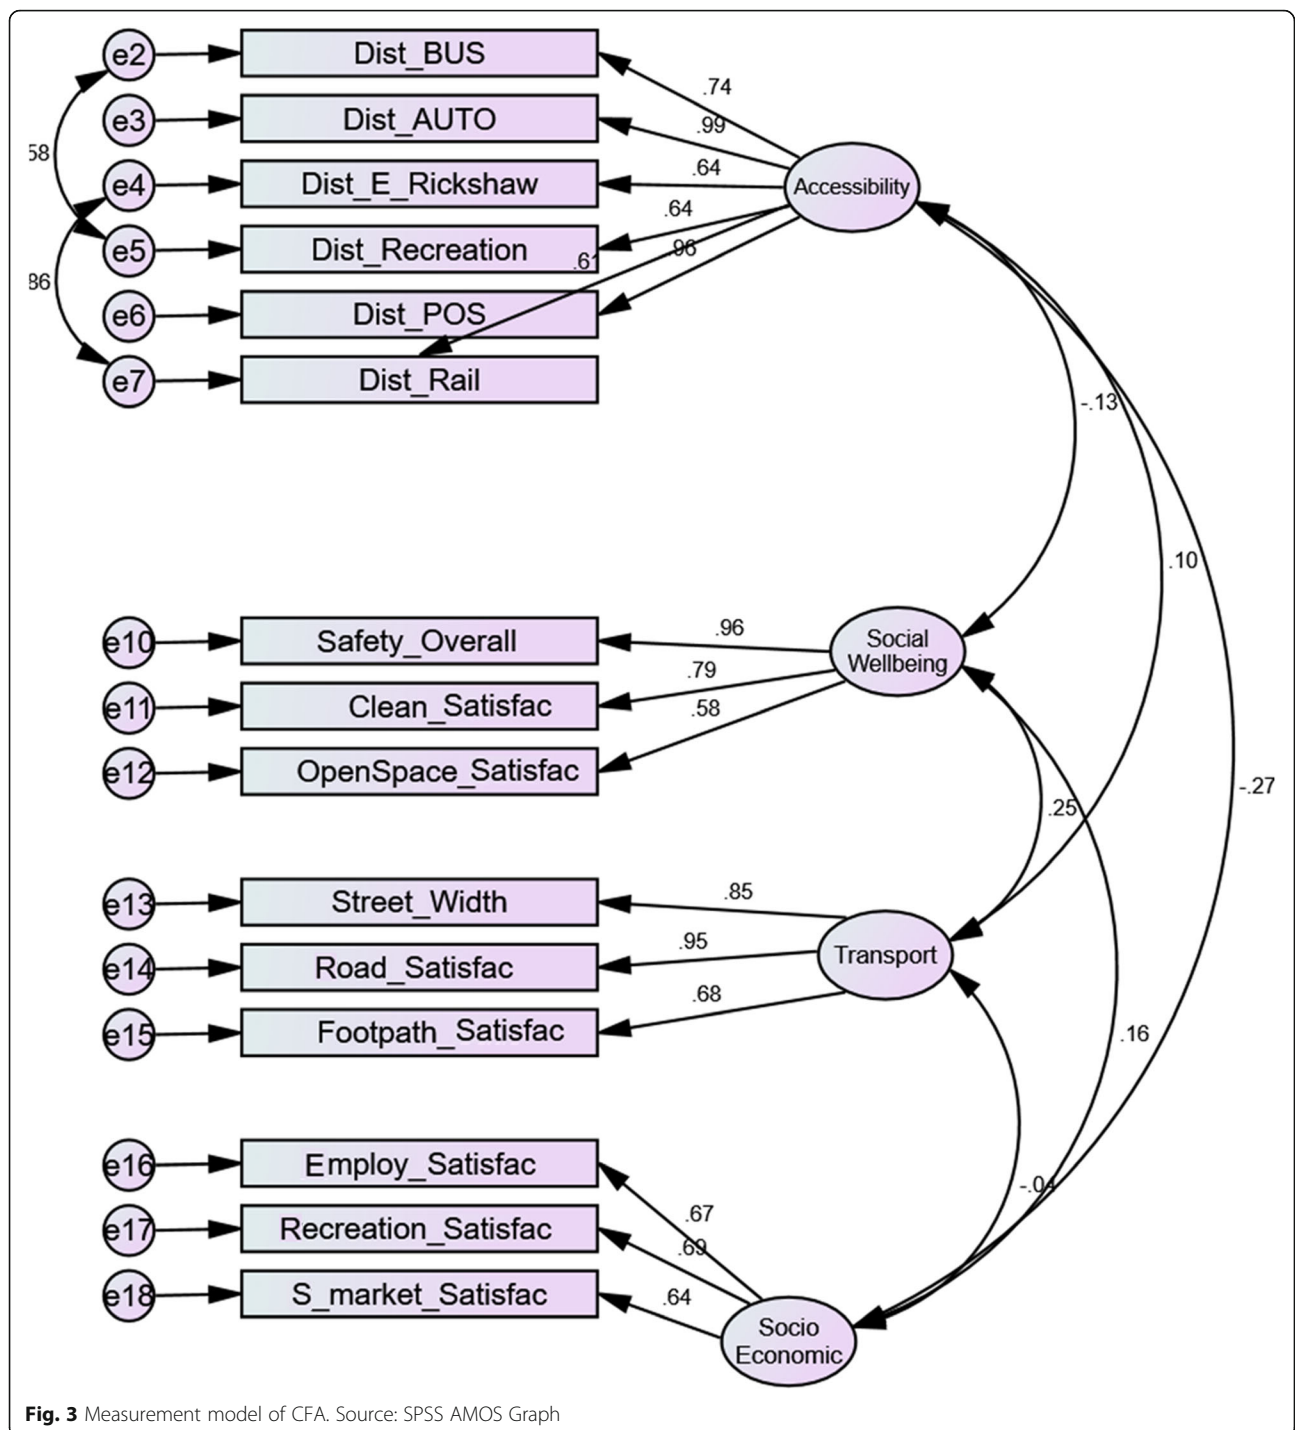 e2
Dist_BUS
.74
e3
Dist_AUTO
.99
e4
Dist_E_Rickshaw
.64
Accessibility
e5
Dist_Recreation
.64
.96
.61
e6
Dist_POS
e7
Dist_Rail
-.13
.10
e10
Safety_Overall
.96
Social
Wellbeing
e11
Clean_Satisfac
.79
e12
OpenSpace_Satisfac
.58
-.27
.25
e13
Street_Width
.85
e14
Road_Satisfac
.95
Transport
e15
Footpath_Satisfac
.68
.16
e16
Employ_Satisfac
.67
e17
Recreation_Satisfac
.69
e18
S_market_Satisfac
.64
Socio
Economic
Fig. 3 Measurement model of CFA. Source: SPSS AMOS Graph